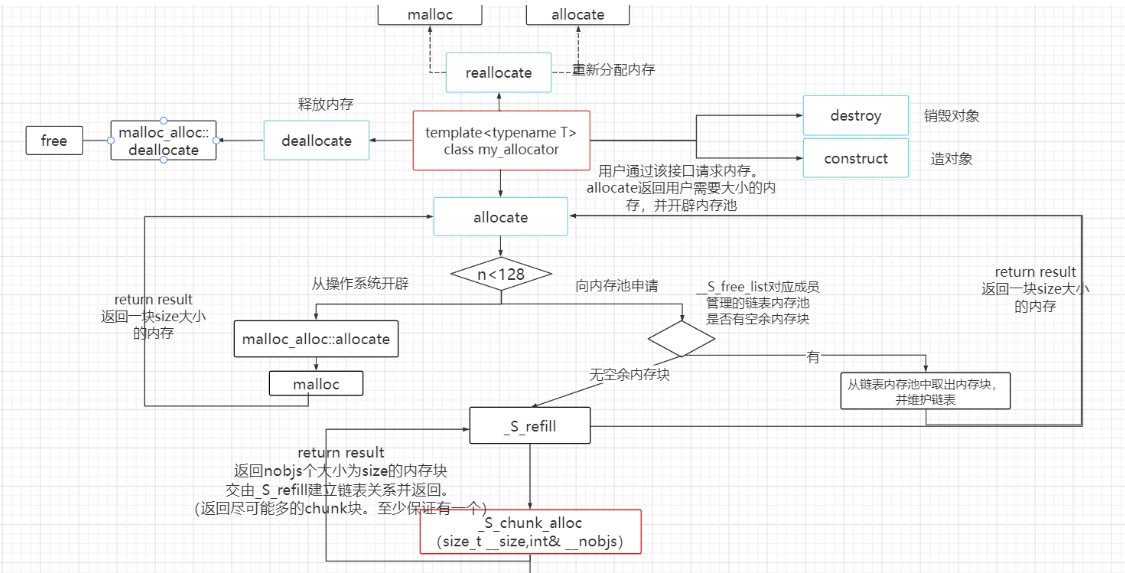 malloc
allocate
reallocate
重新分配内存
释放内存
free
malloc_alloc::
deallocate
deallocate
template<typename T>
class my_allocator
destroy
销毁对象
construct
造对象
用户通过该接口请求内存。
allocate返回用户需要大小的内
存，并开辟内存池
allocate
n<128
从操作系统开辟
向内存池申请
__S_free_list对应成员
管理的链表内存池
是否有空余内存块
return result
返回一块size大小
的内存
return result
返回一块size大小
的内存
malloc_alloc::allocate
malloc
有
无空余内存块
从链表内存池中取出内存块，
并维护链表
_S_refill
return result
返回nobjs个大小为size的内存块
交由_S_refill建立链表关系并返回。
（返回尽可能多的chunk块。至少保证有一个）
_S_chunk_alloc
（size_t __size,int& __nobjs）